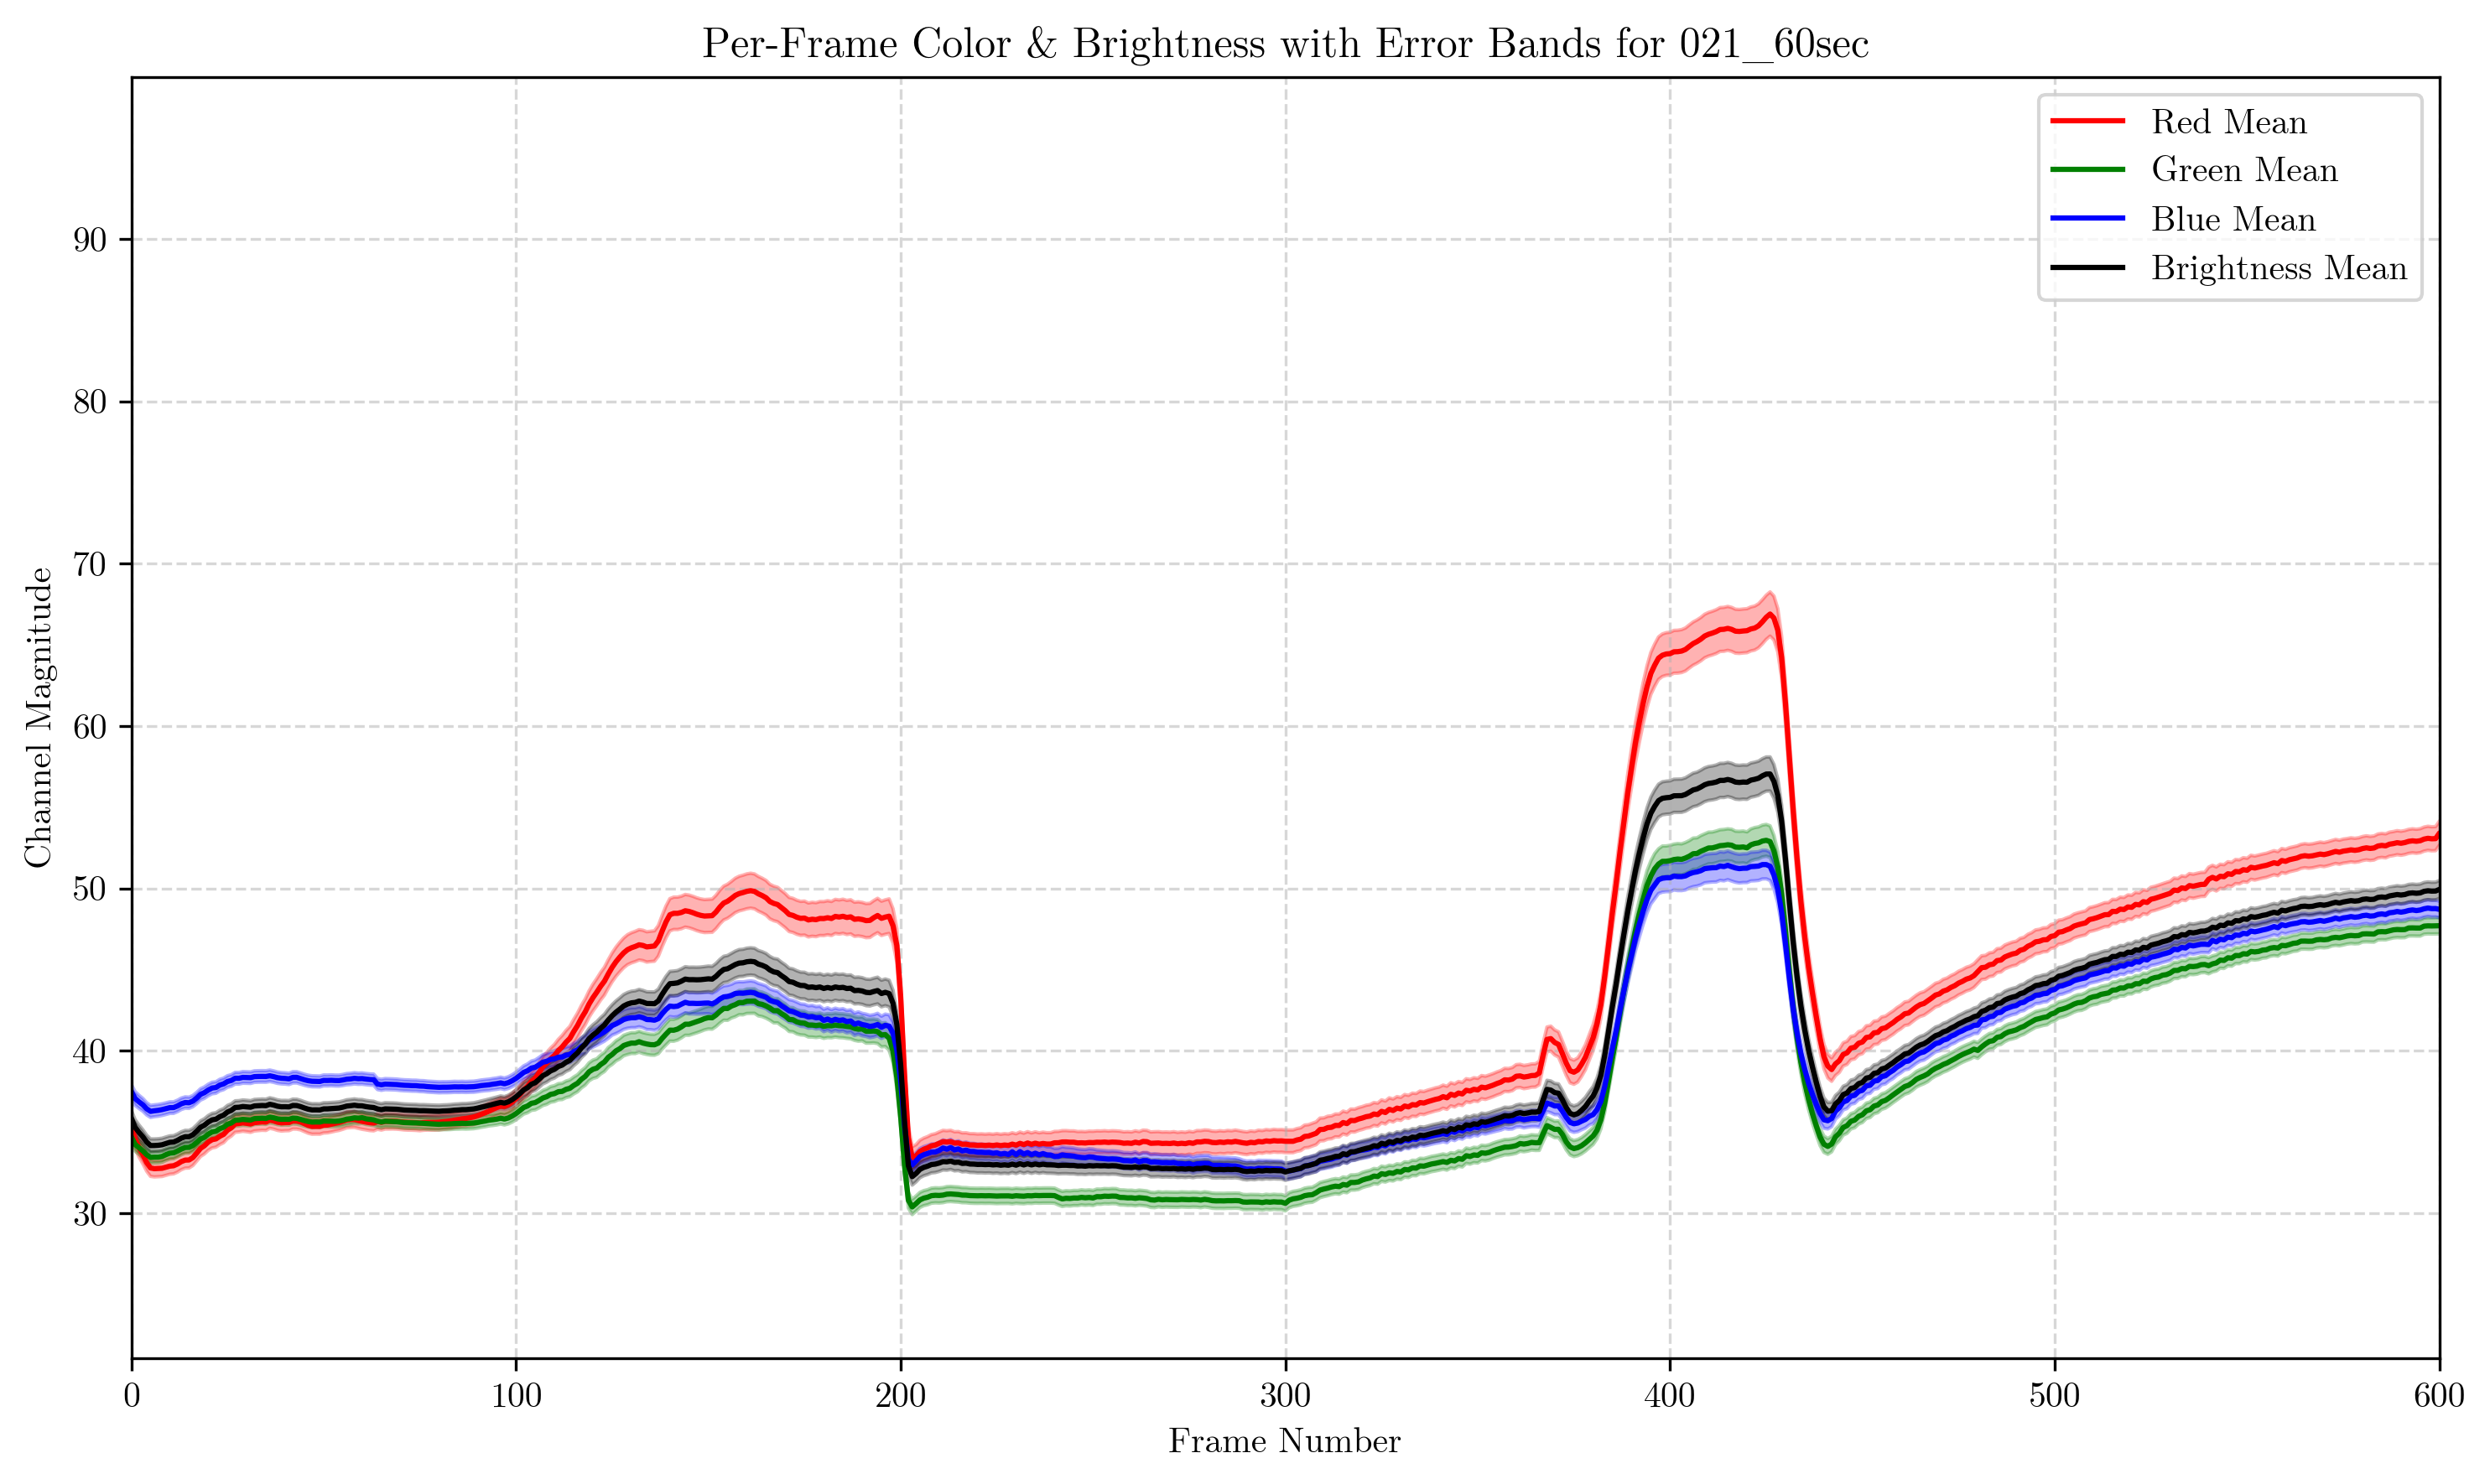 Per-Frame Color & Brightness with Error Bands for 021_60sec
Red Mean
Green Mean
Blue Mean
Brightness Mean
Channel Magnitude
90
80
70
60
50
40
30
0 100 200 300 400 500 600
Frame Number